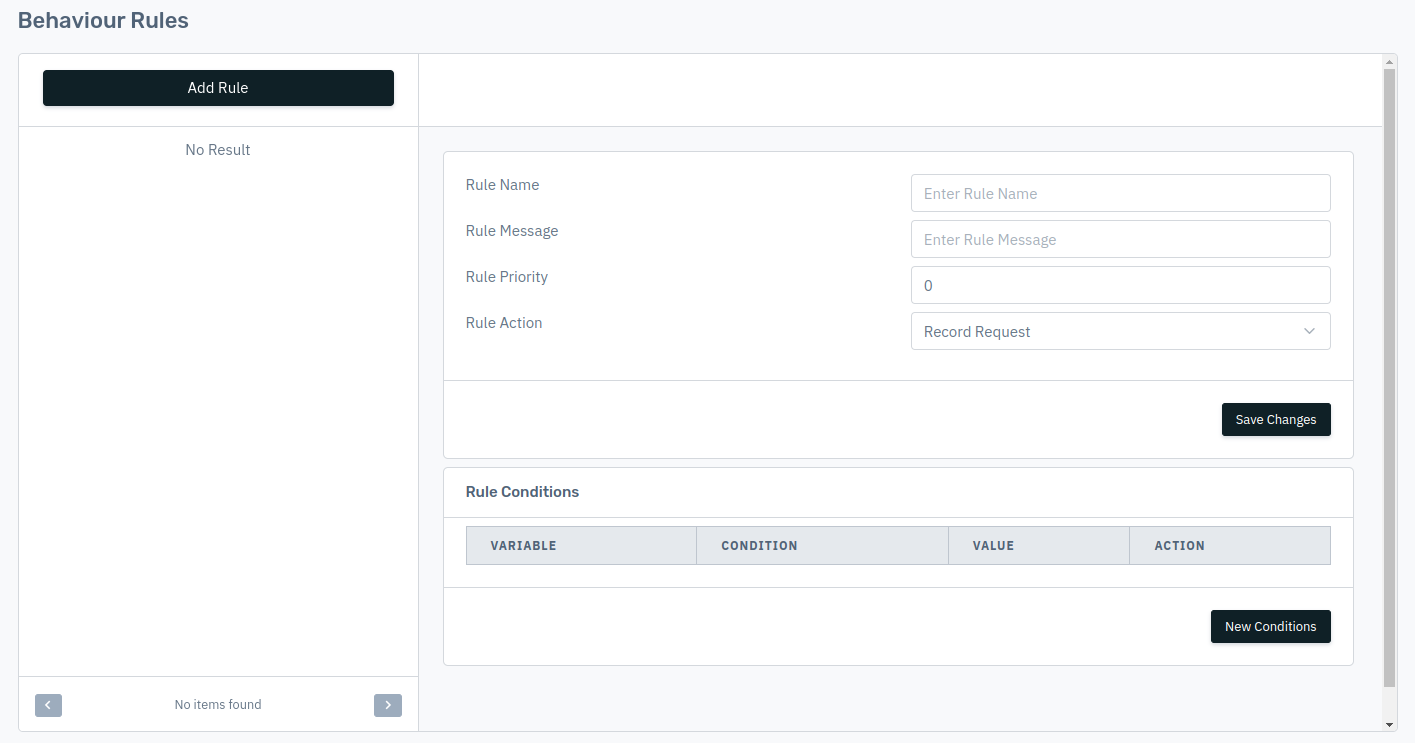 Behaviour Rules
Add Rule
No Result
No items found
Rule Name
Enter Rule Name
Rule Message
Enter Rule Message
Rule Priority
0
Rule Action
Record Request
Save Changes
Rule Conditions
VARIABLE CONDITION VALUE ACTION
New Conditions